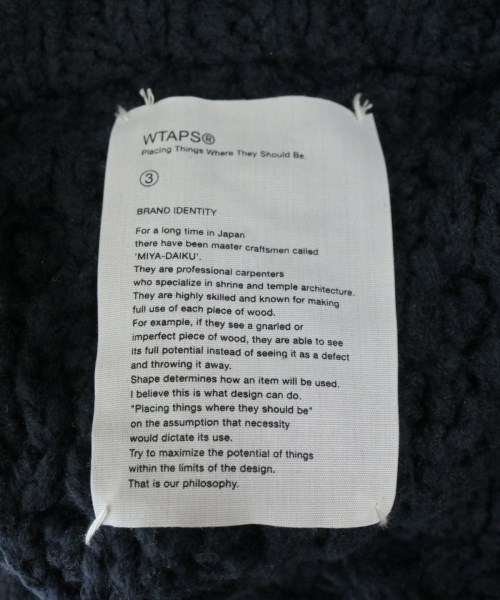 WTAPS®
Placing Things Where They Should Be.
③
BRAND IDENTITY
For a long time in Japan
there have been master craftsmen called
'MIYA-DAIKU'.
They are professional carpenters
who specialize in shrine and temple architecture.
They are highly skilled and known for making
full use of each piece of wood.
For example, if they see a gnarled or
imperfect piece of wood, they are able to see
its full potential instead of seeing it as a defect
and throwing it away.
Shape determines how an item will be used.
I believe this is what design can do.
"Placing things where they should be"
on the assumption that necessity
would dictate its use.
Try to maximize the potential of things
within the limits of the design.
That is our philosophy.